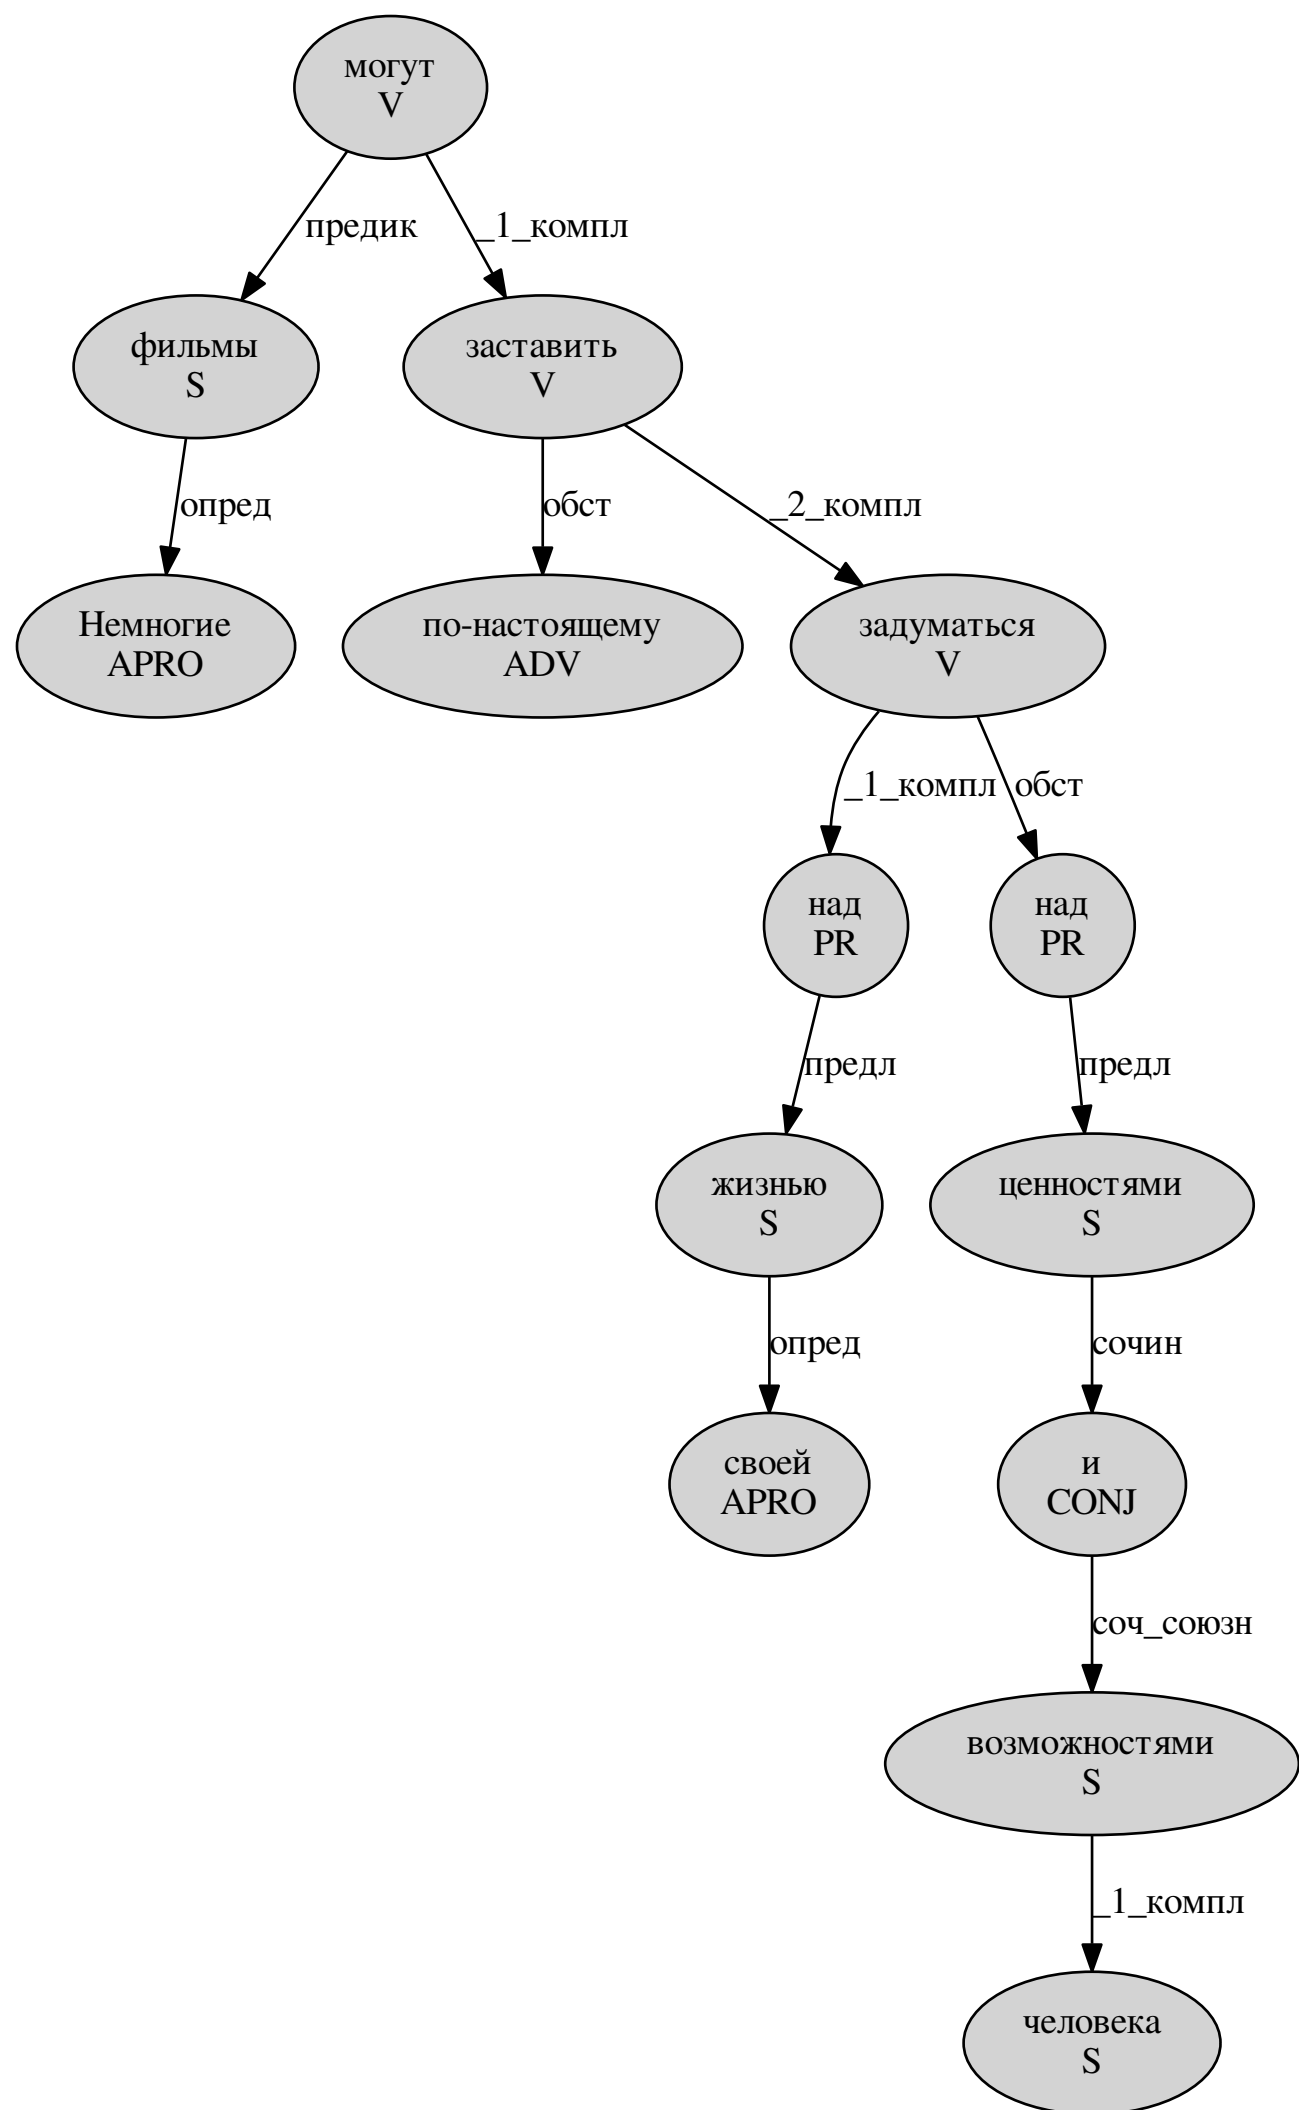 могут
V
предик
_1_компл
фильмы
S
заставить
V
опред
обст
_2_компл
Немногие
APRO
по-настоящему
ADV
задуматься
V
_1_компл
обст
над
PR
над
PR
предл
предл
жизнью
S
ценностями
S
опред
сочин
своей
APRO
и
CONJ
соч_союзн
возможностями
S
_1_компл
человека
S